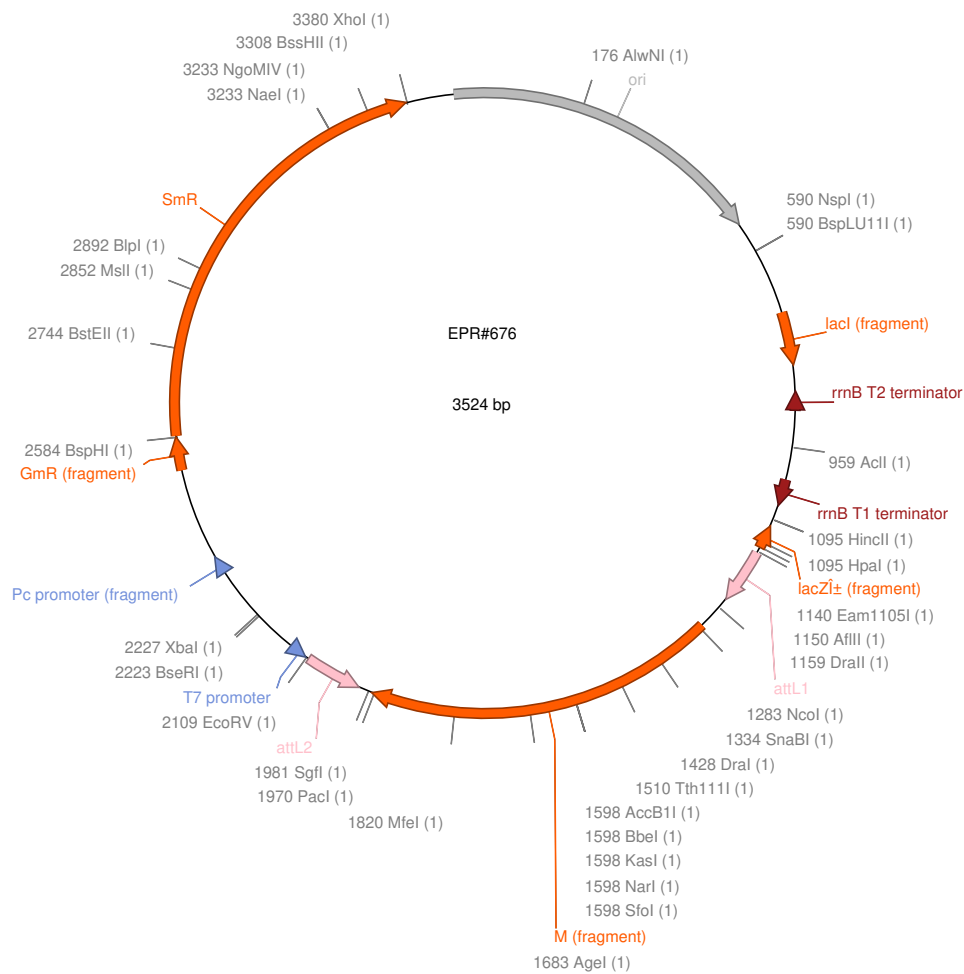 3380 XhoI (1)
3308 BssHII (1)
3233 NgoMIV (1)
3233 NaeI (1)
176 AlwNI (1)
ori
SmR
590 NspI (1)
590 BspLU11I (1)
2892 BlpI (1)
2852 MslI (1)
2744 BstEII (1)
EPR#676
3524 bp
lacI (fragment)
rrnB T2 terminator
2584 BspHI (1)
GmR (fragment)
959 AclI (1)
rrnB T1 terminator
1095 HincII (1)
1095 HpaI (1)
lacZÎ± (fragment)
1140 Eam1105I (1)
1150 AflII (1)
1159 DraII (1)
attL1
Pc promoter (fragment)
2227 XbaI (1)
2223 BseRI (1)
T7 promoter
2109 EcoRV (1)
attL2
1981 SgfI (1)
1970 PacI (1)
1820 MfeI (1)
1283 NcoI (1)
1334 SnaBI (1)
1428 DraI (1)
1510 Tth111I (1)
1598 AccB1I (1)
1598 BbeI (1)
1598 KasI (1)
1598 NarI (1)
1598 SfoI (1)
M (fragment)
1683 AgeI (1)